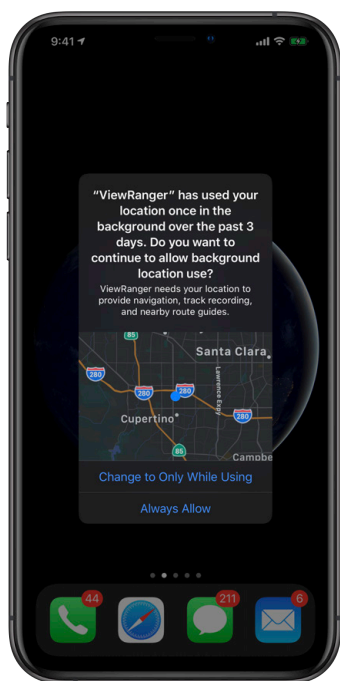 9:41
“ViewRanger” has used your
location once in the
background over the past 3
days. Do you want to
continue to allow background
location use?
ViewRanger needs your location to
provide navigation, track recording,
and nearby route guides.
85
Santa Clara
280
Lawrence Expy
280
280
280
Cupertino
85
Campbe
Change to Only While Using
Always Allow
44
211
6